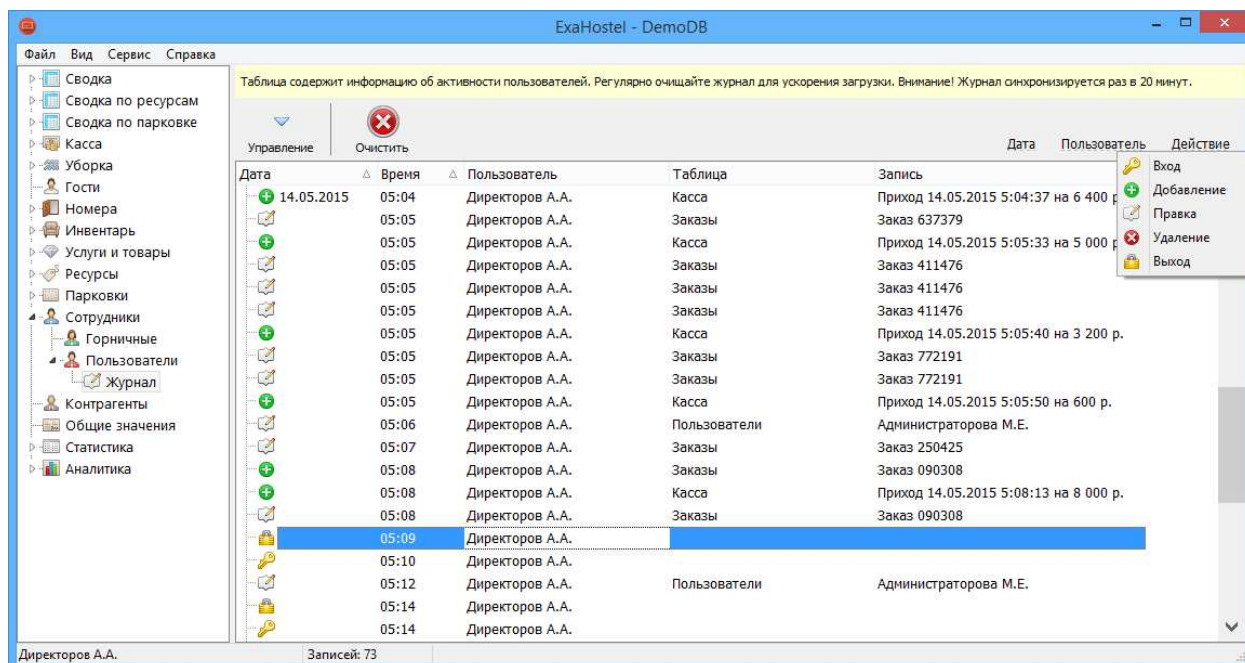 ExaHostel - DemoDB
Файл Вид Сервис Справка
Сводка
Сводка по ресурсам
Сводка по парковке
Касса
Уборка
Гости
Номера
Инвентарь
Услуги и товары
Ресурсы
Парковки
Сотрудники
Горничные
Пользователи
Журнал
Контрагенты
Общие значения
Статистика
Аналитика
Таблица содержит информацию об активности пользователей. Регулярно очищайте журнал для ускорения загрузки. Внимание! Журнал синхронизируется раз в 20 минут.
Управление Очистить Дата Пользователь Действие
Вход
Добавление
Правка
Удаление
Выход
Дата Время Пользователь Таблица Запись
14.05.2015 05:04 Директоров А.А. Касса Приход 14.05.2015 5:04:37 на 6 400
05:05 Директоров А.А. Заказы Заказ 637379
05:05 Директоров А.А. Касса Приход 14.05.2015 5:05:33 на 5 000
05:05 Директоров А.А. Заказы Заказ 411476
05:05 Директоров А.А. Заказы Заказ 411476
05:05 Директоров А.А. Заказы Заказ 411476
05:05 Директоров А.А. Касса Приход 14.05.2015 5:05:40 на 3 200 р.
05:05 Директоров А.А. Заказы Заказ 772191
05:05 Директоров А.А. Заказы Заказ 772191
05:05 Директоров А.А. Касса Приход 14.05.2015 5:05:50 на 600 р.
05:06 Директоров А.А. Пользователи Администраторова М.Е.
05:07 Директоров А.А. Заказы Заказ 250425
05:08 Директоров А.А. Заказы Заказ 090308
05:08 Директоров А.А. Касса Приход 14.05.2015 5:08:13 на 8 000 р.
05:08 Директоров А.А. Заказы Заказ 090308
05:09 Директоров А.А.
05:10 Директоров А.А.
05:12 Директоров А.А. Пользователи Администраторова М.Е.
05:14 Директоров А.А.
05:14 Директоров А.А.
Директоров А.А. Записей: 73